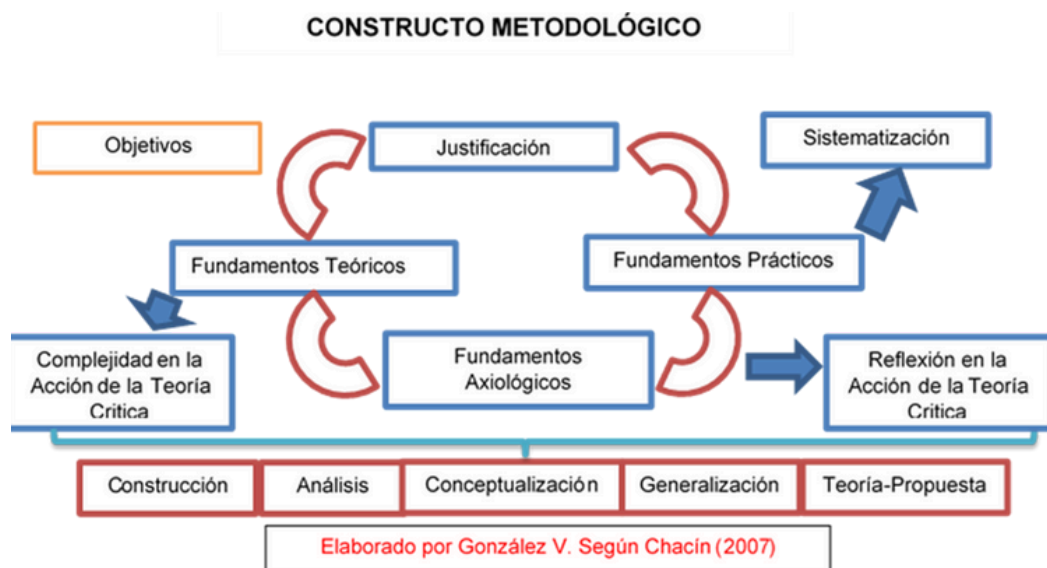 CONSTRUCTO METODOLÓGICO
Objetivos
Justificación
Sistematización
Fundamentos Teóricos
Fundamentos Prácticos
Complejidad en la
Acción de la Teoría
Critica
Fundamentos
Axiológicos
Reflexión en la
Acción de la Teoría
Critica
Construcción
Análisis
Conceptualización
Generalización
Teoría-Propuesta
Elaborado por González V. Según Chacín (2007)